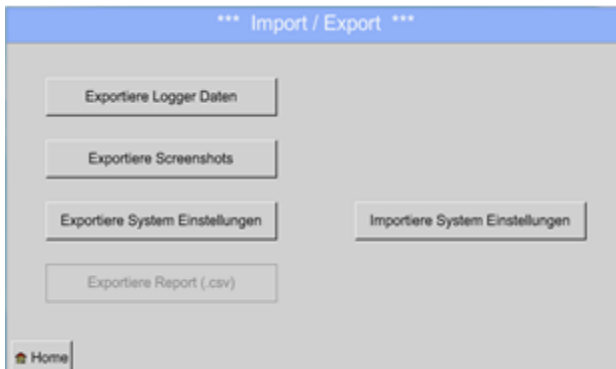 *** Import / Export ***
Exportiere Logger Daten
Exportiere Screenshots
Exportiere System Einstellungen
Importiere System Einstellungen
Exportiere Report (.csv)
Home